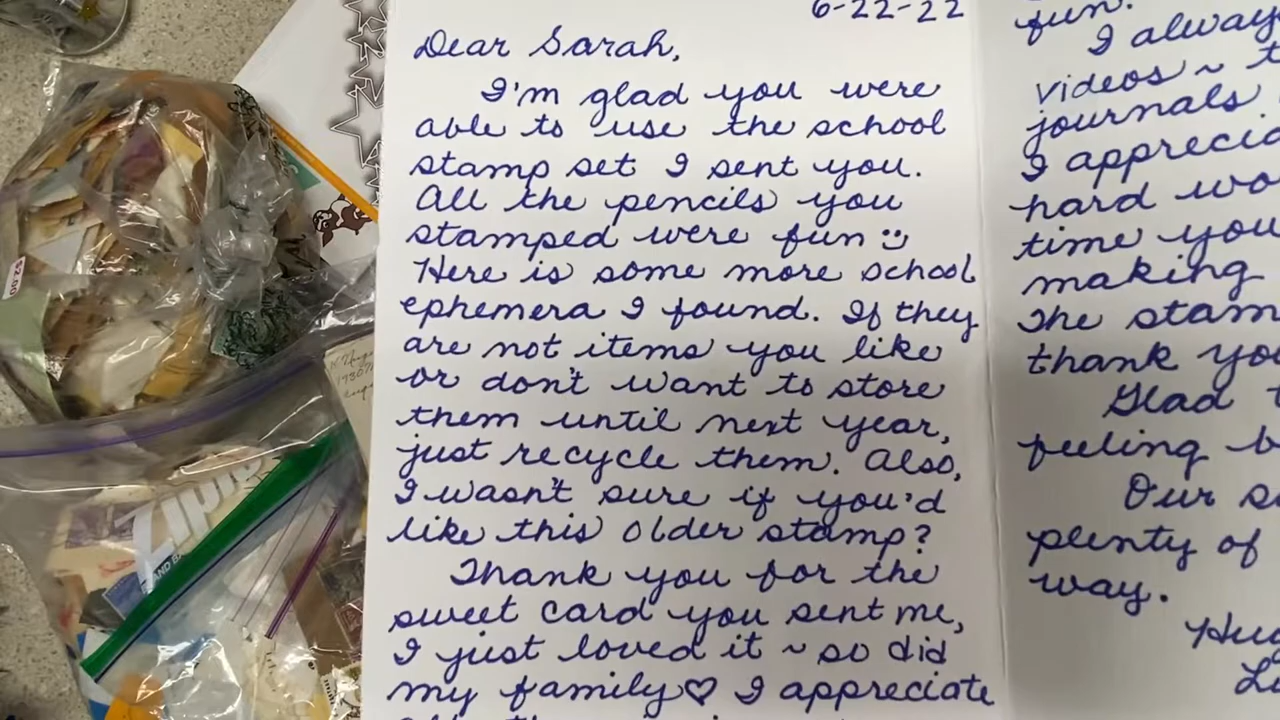 6-22-22
Dear Sarah,
I'm glad you were
able to use the school
stamp set I sent you.
All the pencils you
stamped were fun
Here is some more school
ephemera I found. If they
are not items you like
or don't want to store
them until next year,
just recycle them. Also,
I wasn't sure if you'd
like this older stamp?
Thank you for the
sweet card you sent me,
I just loved it ~ so did
my family ♡ I appreciate
fun.
I always
videos ~
journals
I
hard
time you
making
The
thank
Glad
feeling
Our
plenty of
way.
$2.00
Ziploc